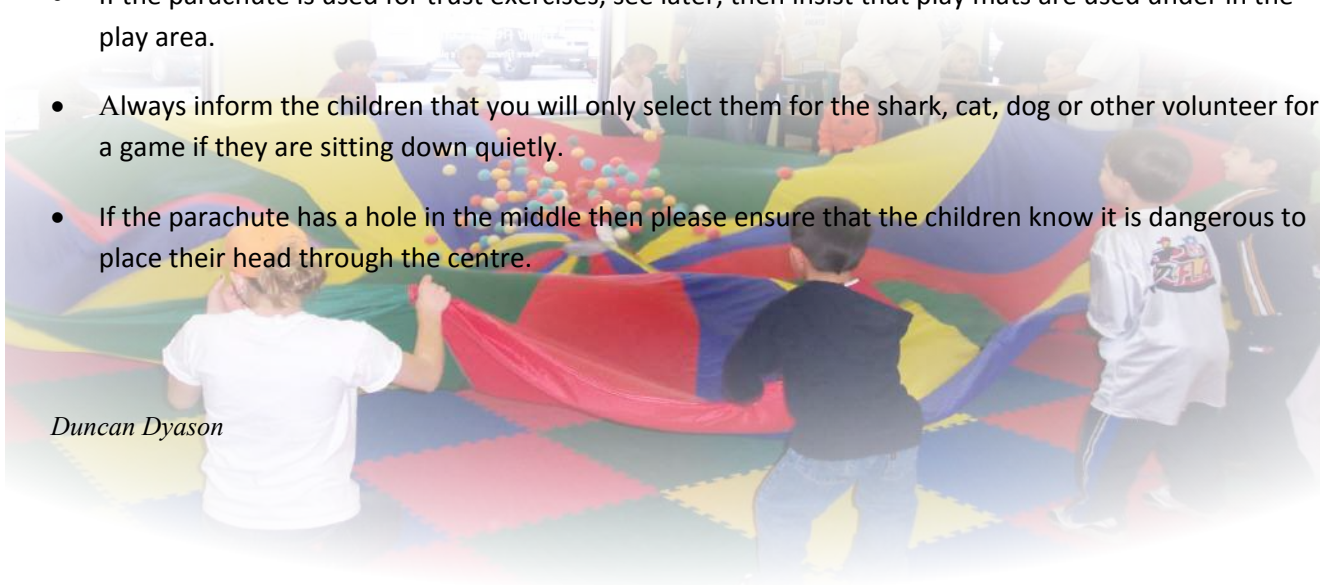 If the parachute is used for trust exercises, see later, then insist that play mats are used under in the
play area.
• Always inform the children that you will only select them for the shark, cat, dog or other volunteer for
a game if they are sitting down quietly.
• If the parachute has a hole in the middle then please ensure that the children know it is dangerous to
place their head through the centre.
Duncan Dyason